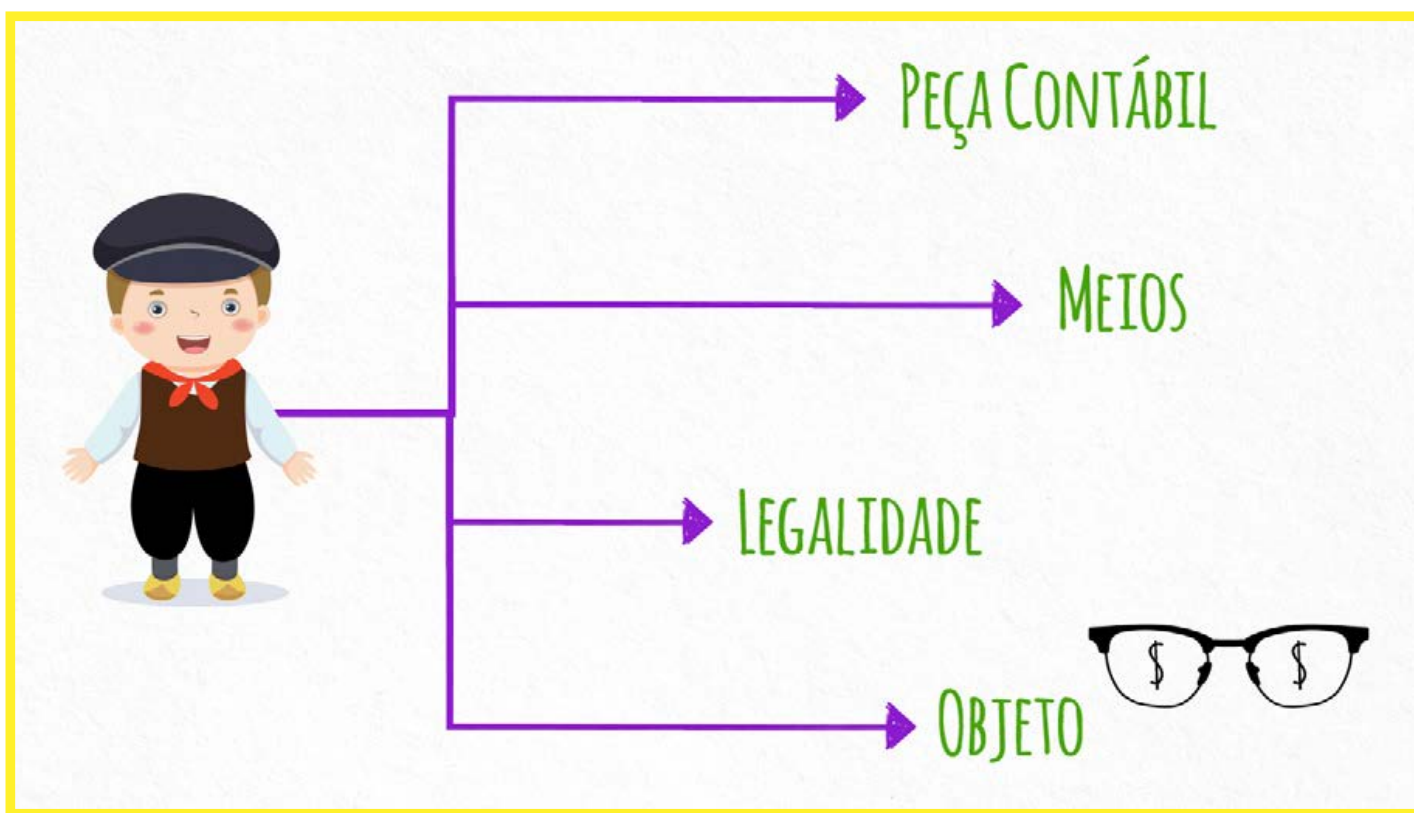 PEÇA CONTÁBIL
MEIOS
LEGALIDADE
OBJETO
$ $